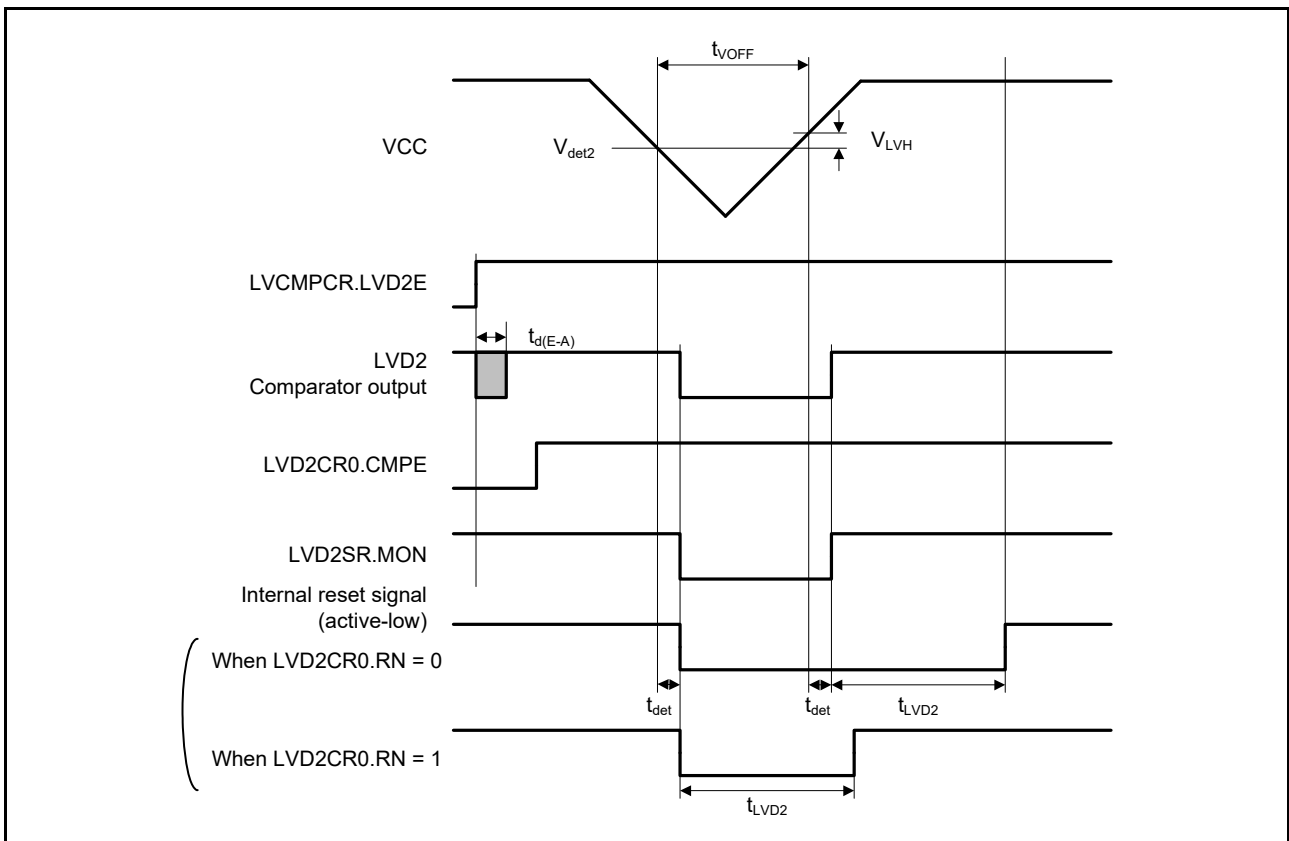 tVOFF
VCC
Vdet2
VLVH
LVCMPCR.LVD2E
td(E-A)
LVD2
Comparator output
LVD2CR0.CMPE
LVD2SR.MON
Internal reset signal
(active-low)
When LVD2CR0.RN = 0
tdet
tdet
tLVD2
When LVD2CR0.RN = 1
tLVD2